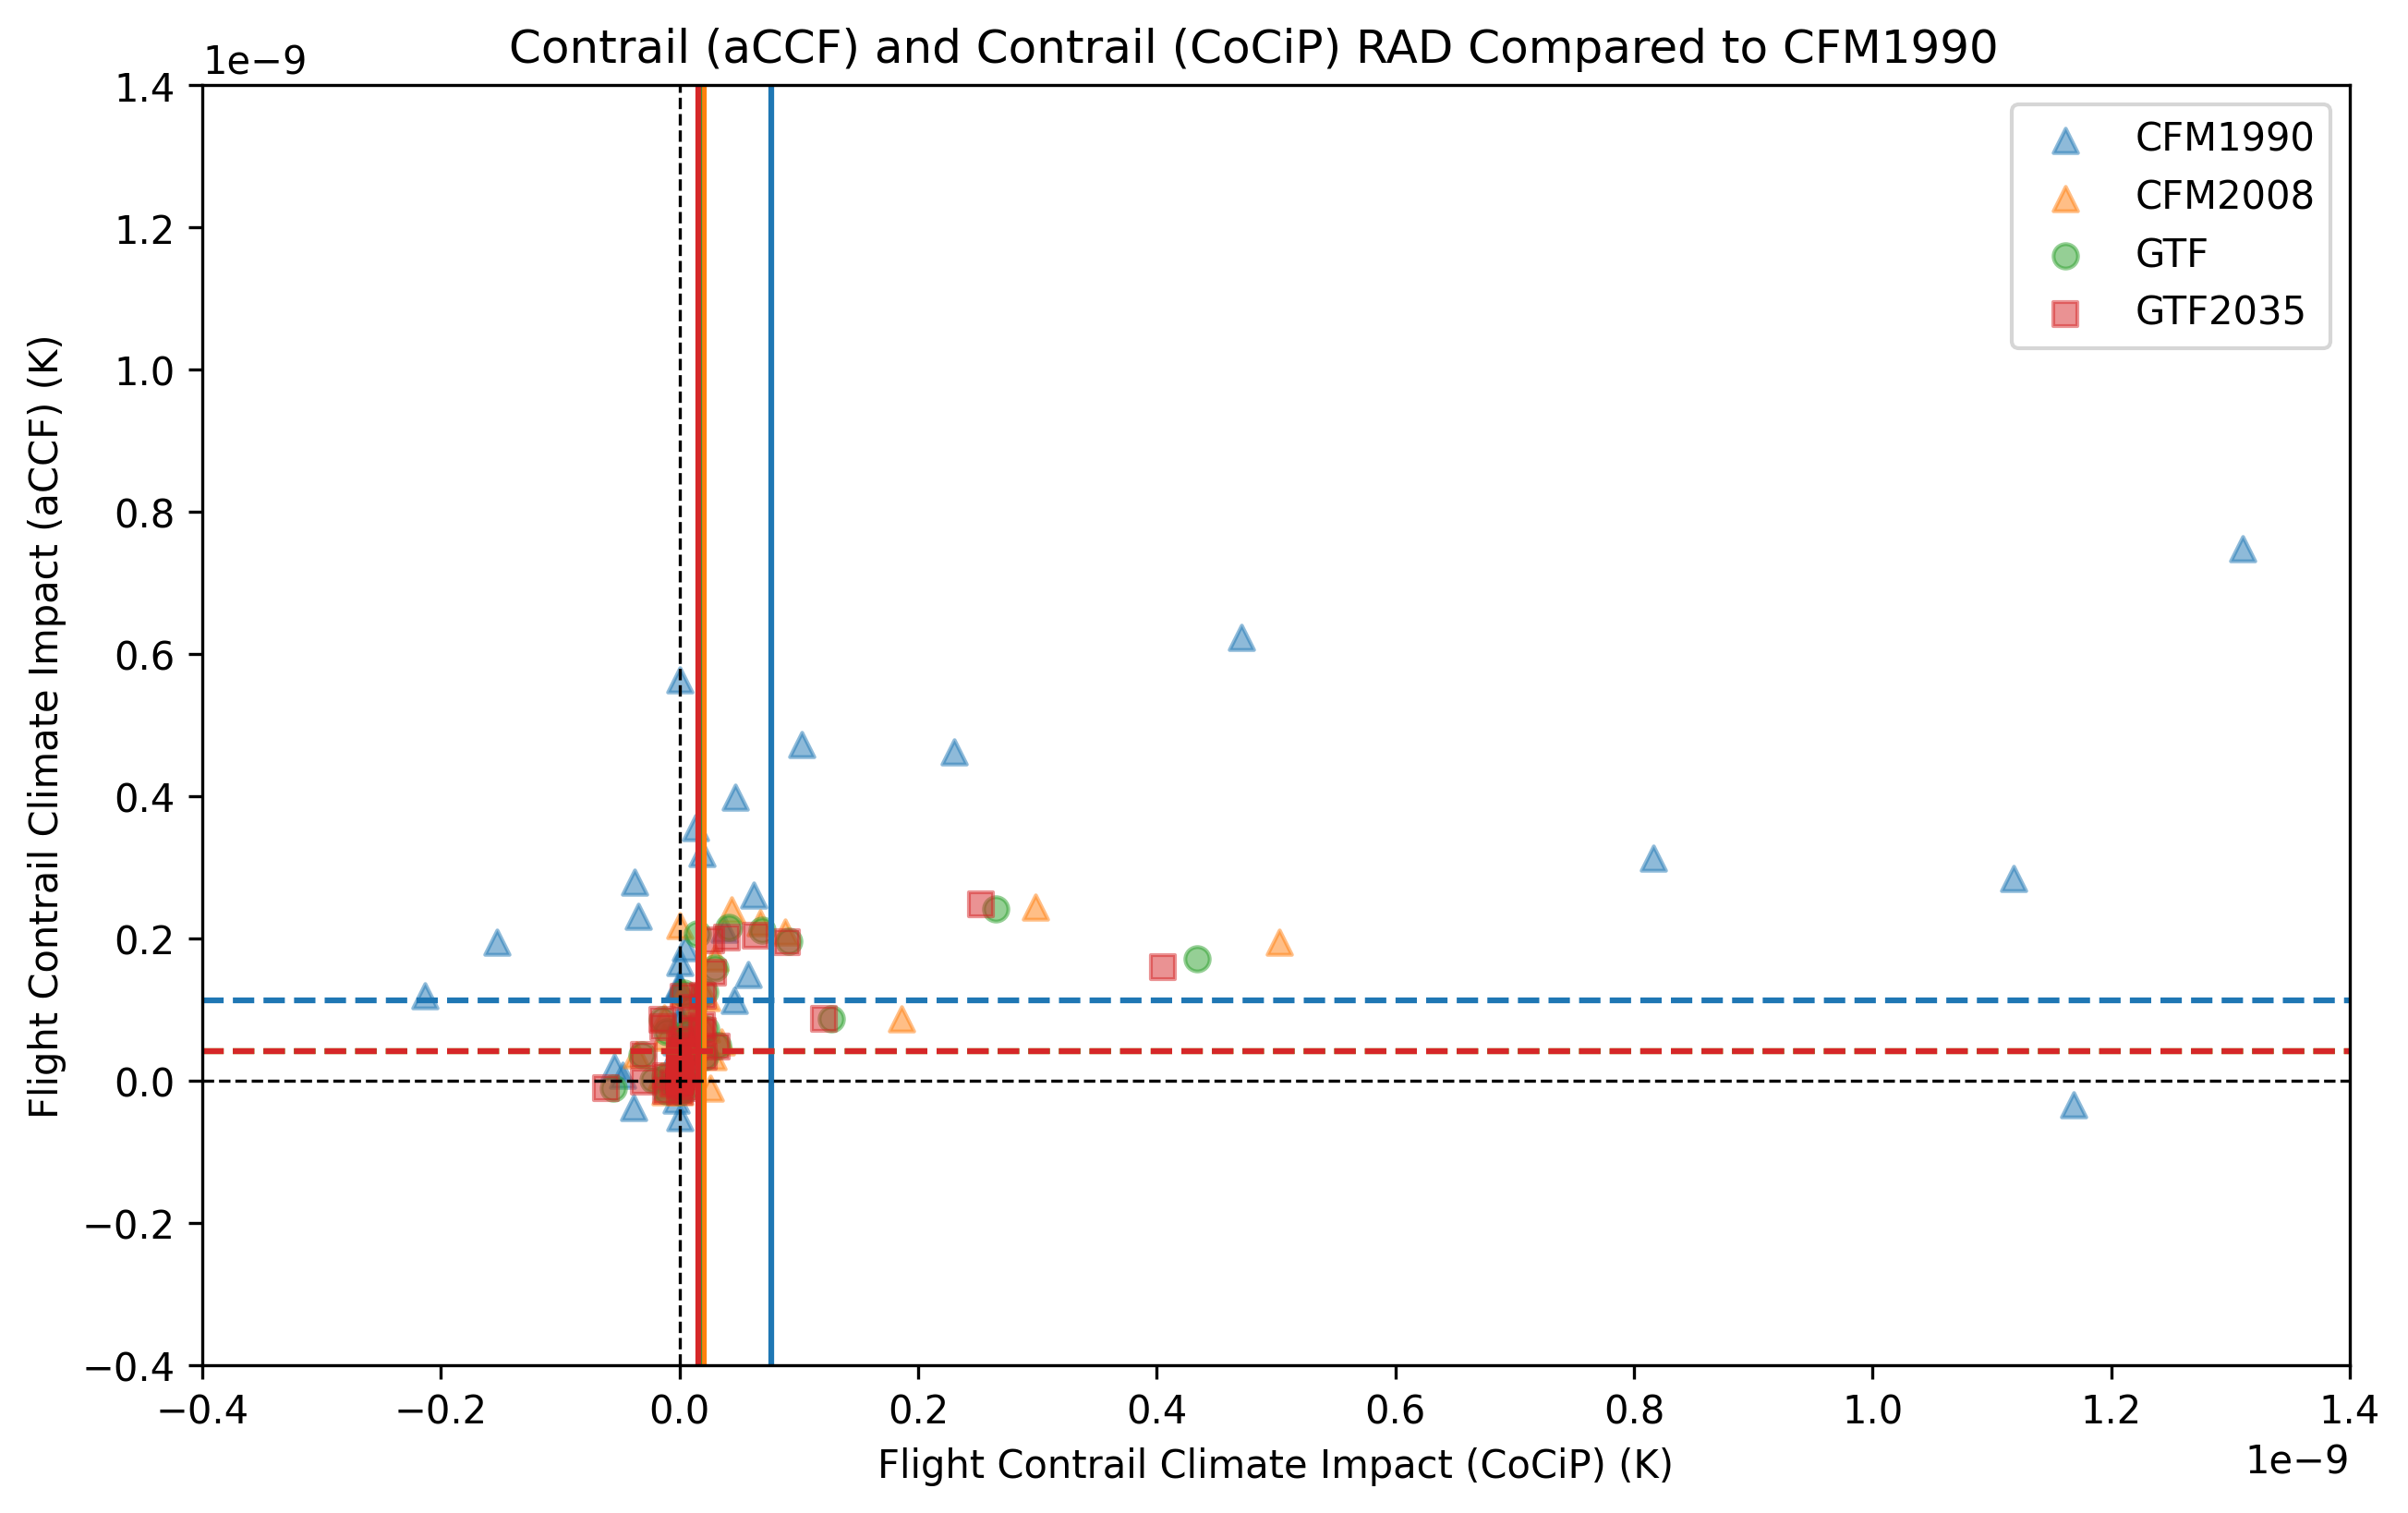 Contrail (aCCF) and Contrail (CoCiP) RAD Compared to CFM1990
1e−9
1.4
1.2
1.0
0.8
0.6
0.4
0.2
0.0
−0.2
−0.4
Flight Contrail Climate Impact (aCCF) (K)
CFM1990
CFM2008
GTF
GTF2035
−0.4
−0.2
0.0
0.2
0.4
0.6
0.8
1.0
1.2
1.4
1e−9
Flight Contrail Climate Impact (CoCiP) (K)